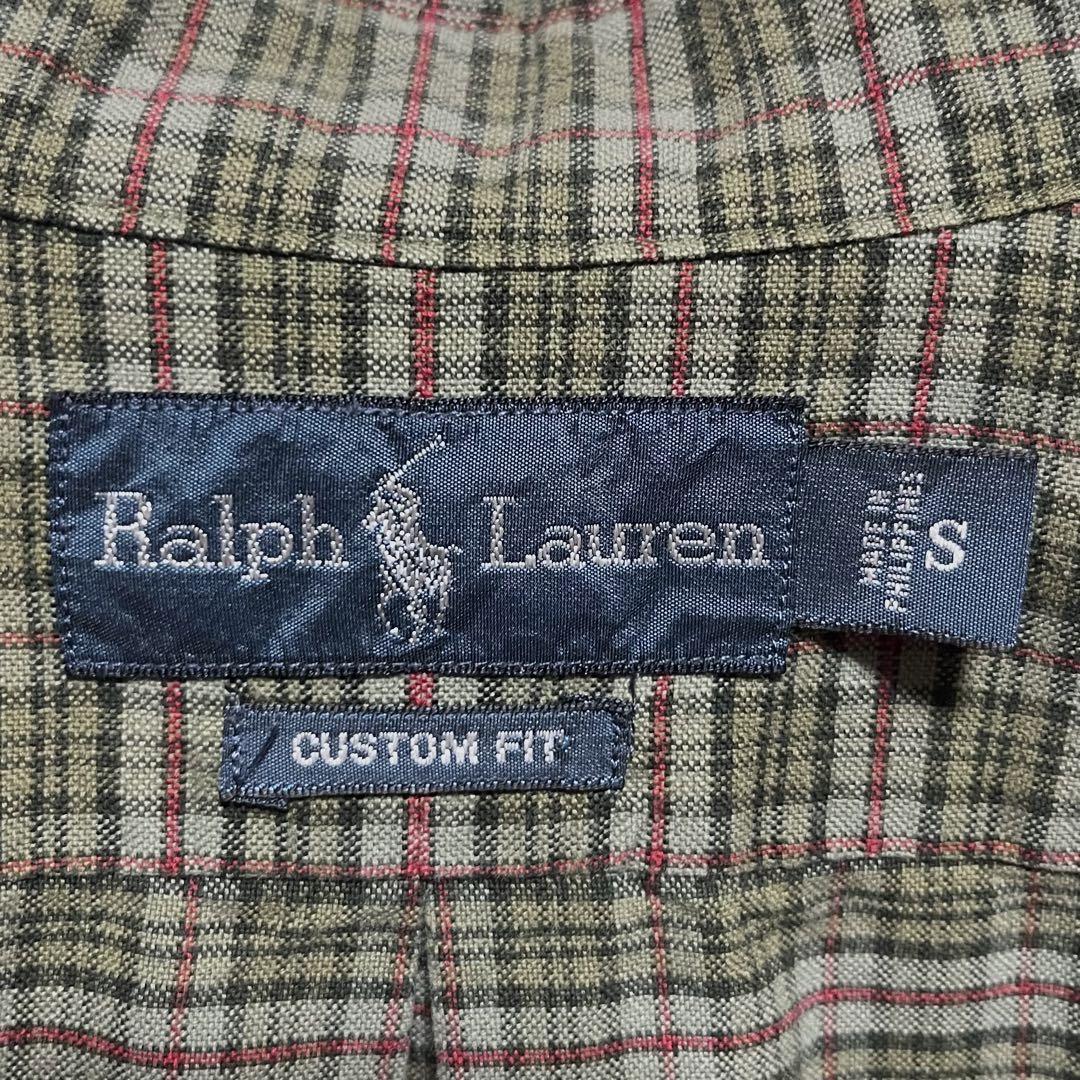 Ralph Lauren
MADE IN
PHILIPPINES
S
CUSTOM FIT